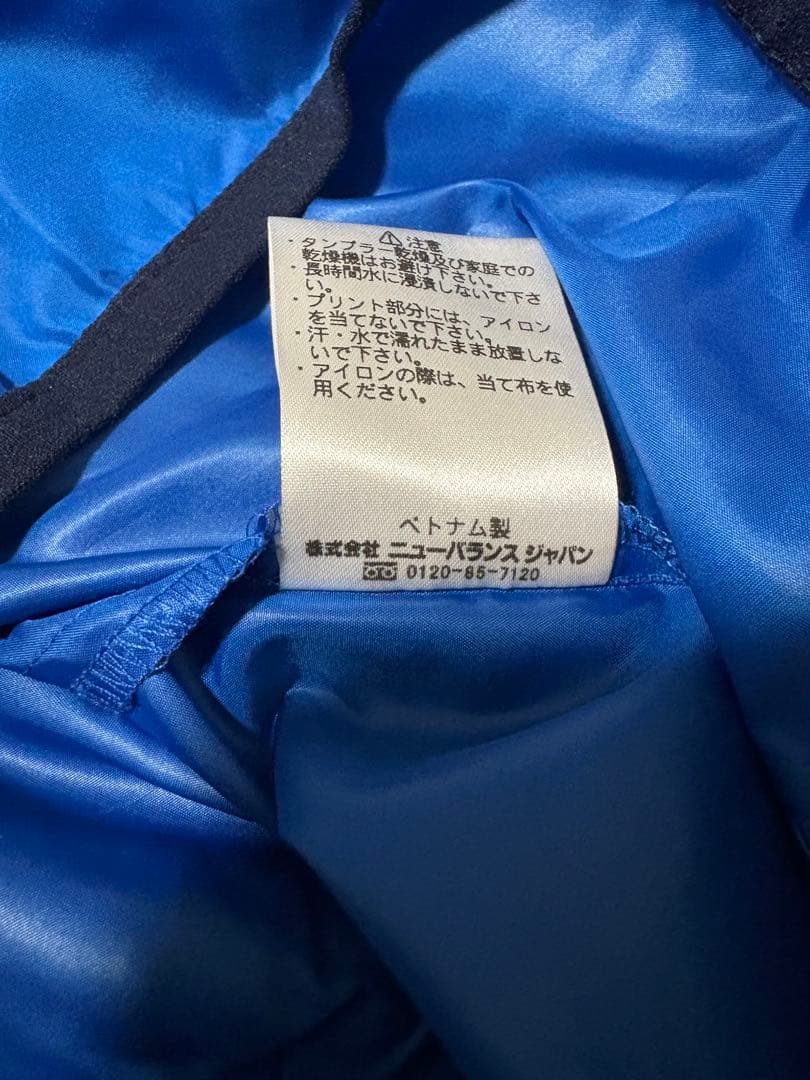 ⚠注意
・タンブラー乾燥及び家庭での
乾燥機はお避け下さい。
・長時間水に浸漬しないで下さ
い。
・プリント部分には、アイロン
を当てないで下さい。
・汗・水で濡れたまま放置しな
いで下さい。
・アイロンの際は、当て布を使
用ください。
ベトナム製
株式会社 ニューバランス ジャパン
0120-85-7120